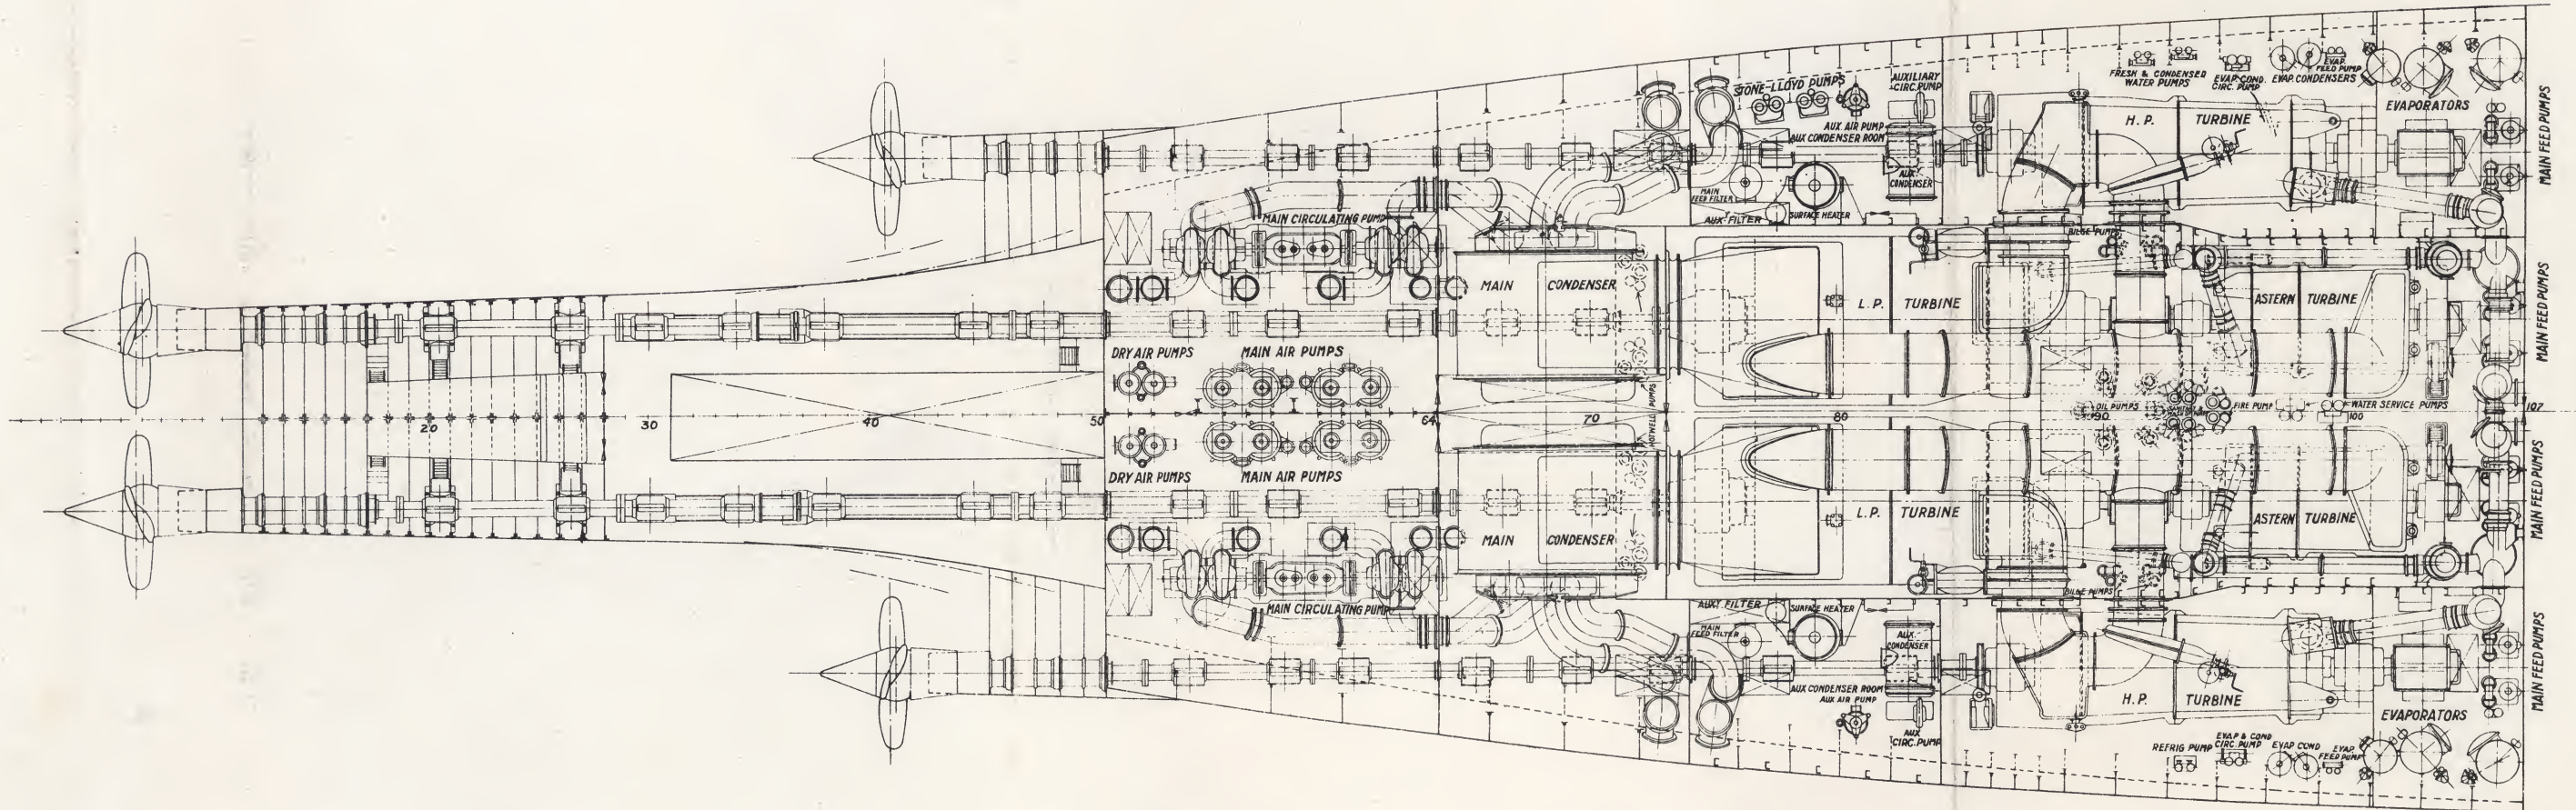 FRESH & CONDENSER
WATER PUMPS
EVAP. COND.
CIRC. PUMP
EVAP. CONDENSERS
EVAP.
FEED PUMP
EVAPORATORS
MAIN FEED PUMPS
STONE-LLOYD PUMPS
AUXILIARY
CIRC. PUMP
AUX. AIR PUMP
AUX CONDENSER ROOM
AUX
CONDENSER
MAIN
FEED FILTER
AUX. FILTER
SURFACE HEATER
H. P. TURBINE
MAIN CIRCULATING PUMP
BILGE PUMPS
MAIN CONDENSER
L. P. TURBINE
ASTERN TURBINE
MAIN FEED PUMPS
DRY AIR PUMPS
MAIN AIR PUMPS
HOTWELL PUMPS
20
30
40
50
64
70
80
90
100
107
OIL PUMPS
FIRE PUMP
WATER SERVICE PUMPS
DRY AIR PUMPS
MAIN AIR PUMPS
L. P. TURBINE
ASTERN TURBINE
MAIN FEED PUMPS
MAIN CONDENSER
MAIN CIRCULATING PUMP
BILGE PUMPS
AUXY. FILTER
SURFACE HEATER
MAIN
FEED FILTER
AUX
CONDENSER
AUX CONDENSER ROOM
AUX AIR PUMP
AUX
CIRC. PUMP
H. P. TURBINE
MAIN FEED PUMPS
EVAPORATORS
REFRIG PUMP
EVAP & COND
CIRC. PUMP
EVAP COND
EVAP
FEED PUMP